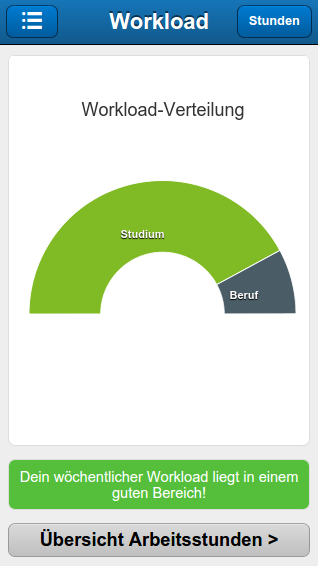 Workload
Stunden
Workload-Verteilung
Studium
Beruf
Dein wöchentlicher Workload liegt in einem
guten Bereich!
Übersicht Arbeitsstunden >